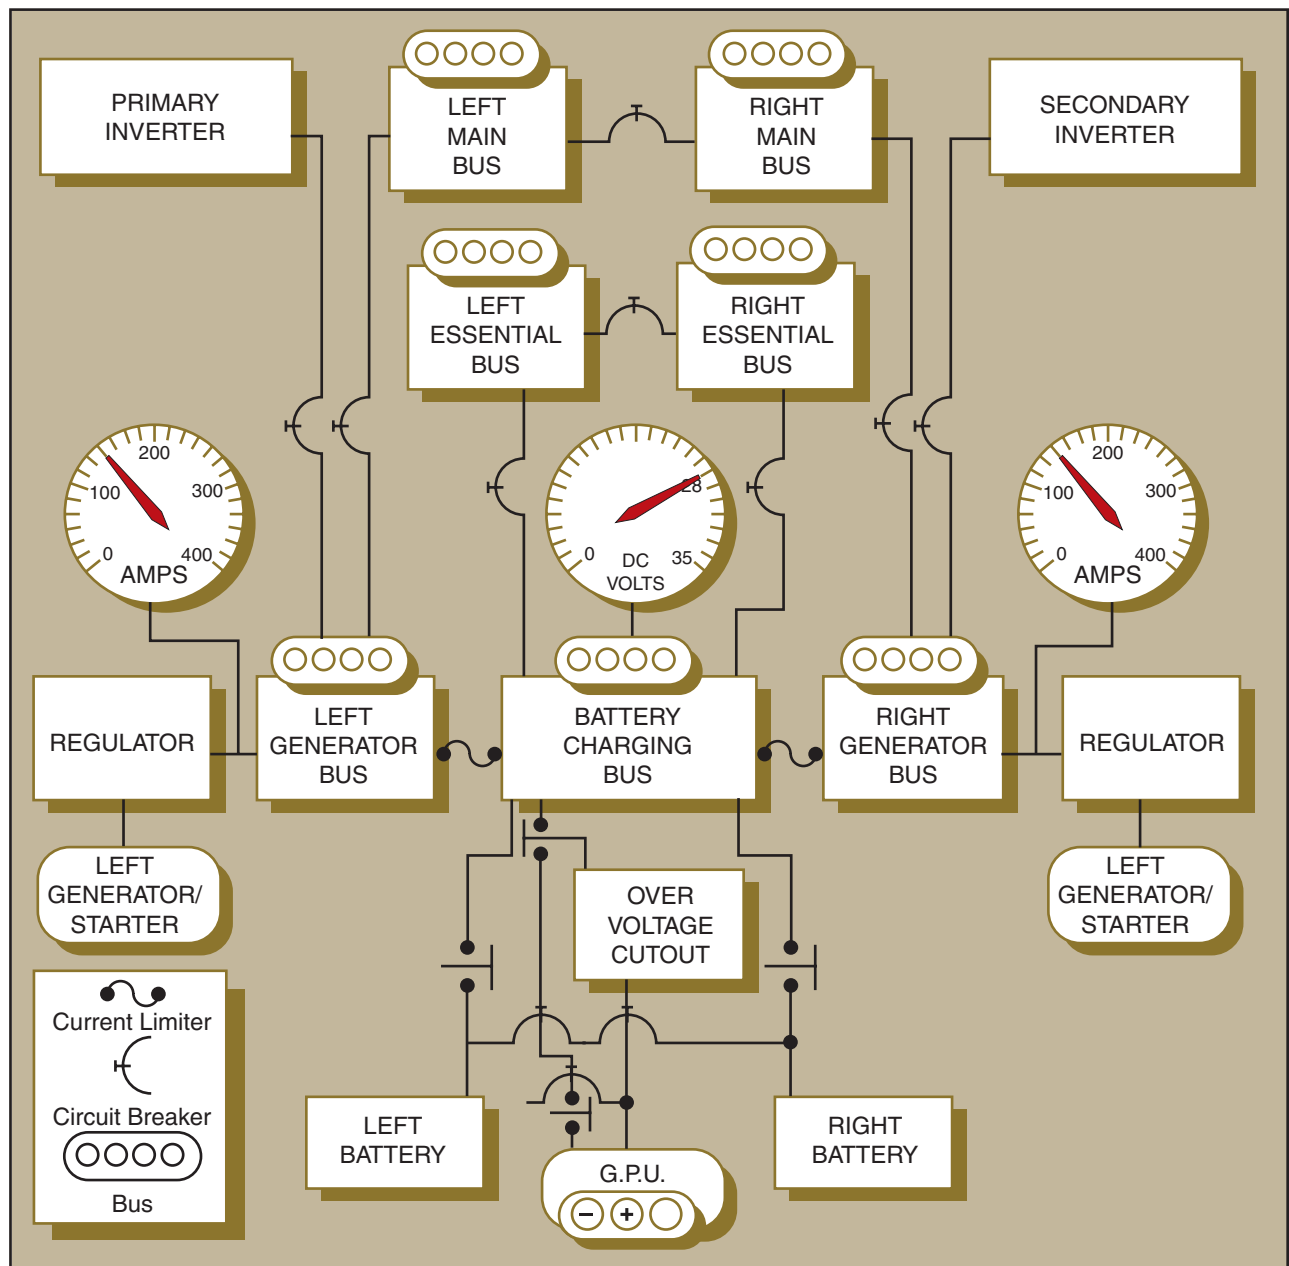 PRIMARY
INVERTER
LEFT
MAIN
BUS
RIGHT
MAIN
BUS
SECONDARY
INVERTER
LEFT
ESSENTIAL
BUS
RIGHT
ESSENTIAL
BUS
0
100
200
300
400
AMPS
0
28
35
DC
VOLTS
0
100
200
300
400
AMPS
REGULATOR
LEFT
GENERATOR
BUS
BATTERY
CHARGING
BUS
RIGHT
GENERATOR
BUS
REGULATOR
LEFT
GENERATOR/
STARTER
OVER
VOLTAGE
CUTOUT
LEFT
GENERATOR/
STARTER
Current Limiter
Circuit Breaker
Bus
LEFT
BATTERY
G.P.U.
− +
RIGHT
BATTERY